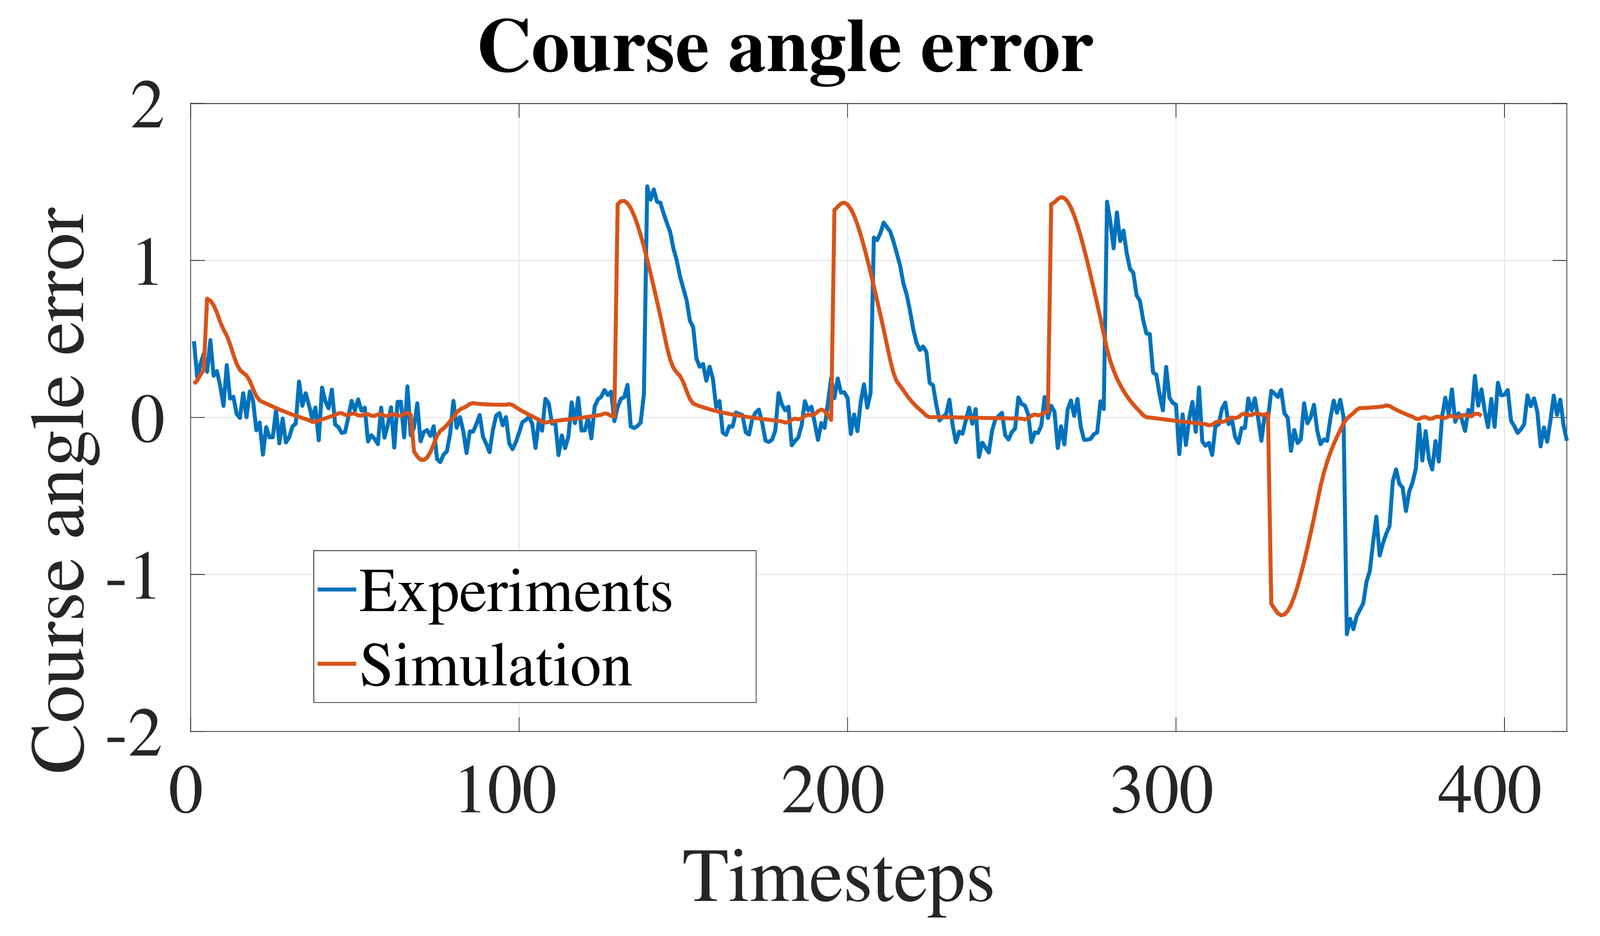 Course angle error
Course angle error
2
1
0
-1
-2
Experiments
Simulation
0 100 200 300 400
Timesteps